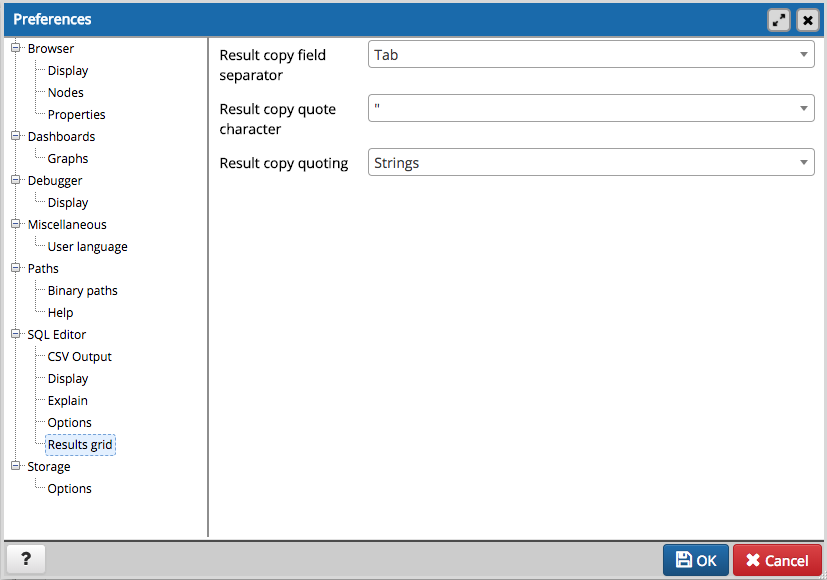 Preferences
Browser
Display
Nodes
Properties
Dashboards
Graphs
Debugger
Display
Miscellaneous
User language
Paths
Binary paths
Help
SQL Editor
CSV Output
Display
Explain
Options
Results grid
Storage
Options
Result copy field
separator
Tab
Result copy quote
character
"
Result copy quoting
Strings
?
OK
Cancel